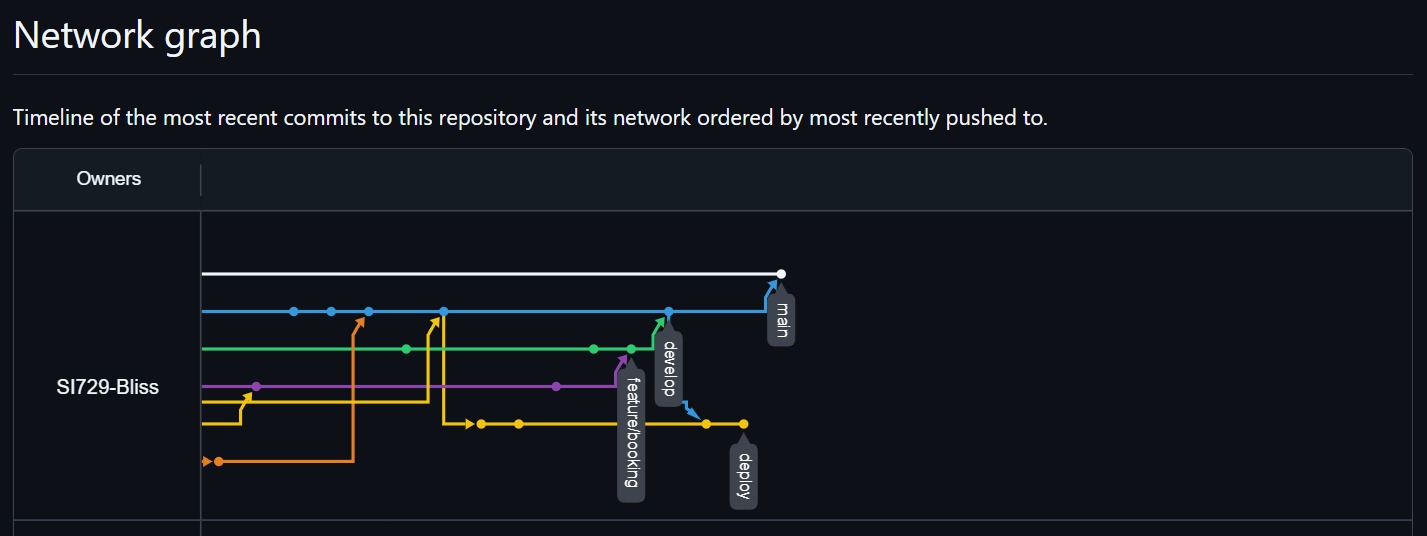 Network graph
Timeline of the most recent commits to this repository and its network ordered by most recently pushed to.
Owners
SI729-Bliss
main
develop
feature/booking
deploy